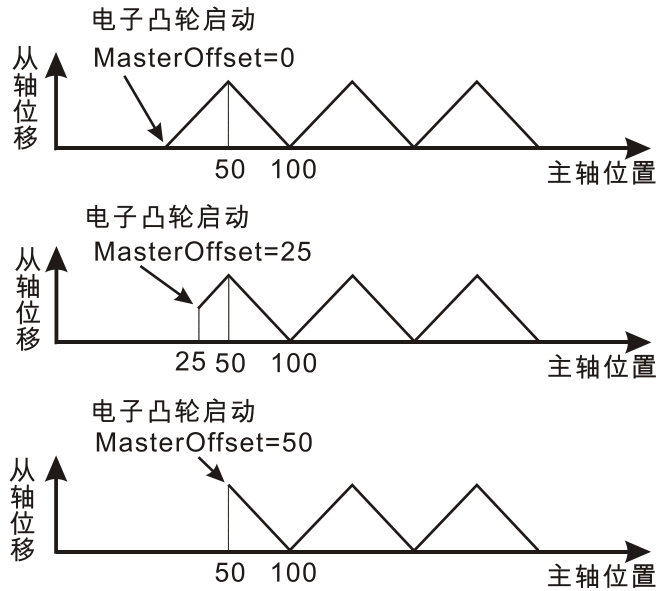 电子凸轮启动
MasterOffset=0
从轴位移
50 100
主轴位置
电子凸轮启动
MasterOffset=25
从轴位移
25 50 100
主轴位置
电子凸轮启动
MasterOffset=50
从轴位移
50 100
主轴位置